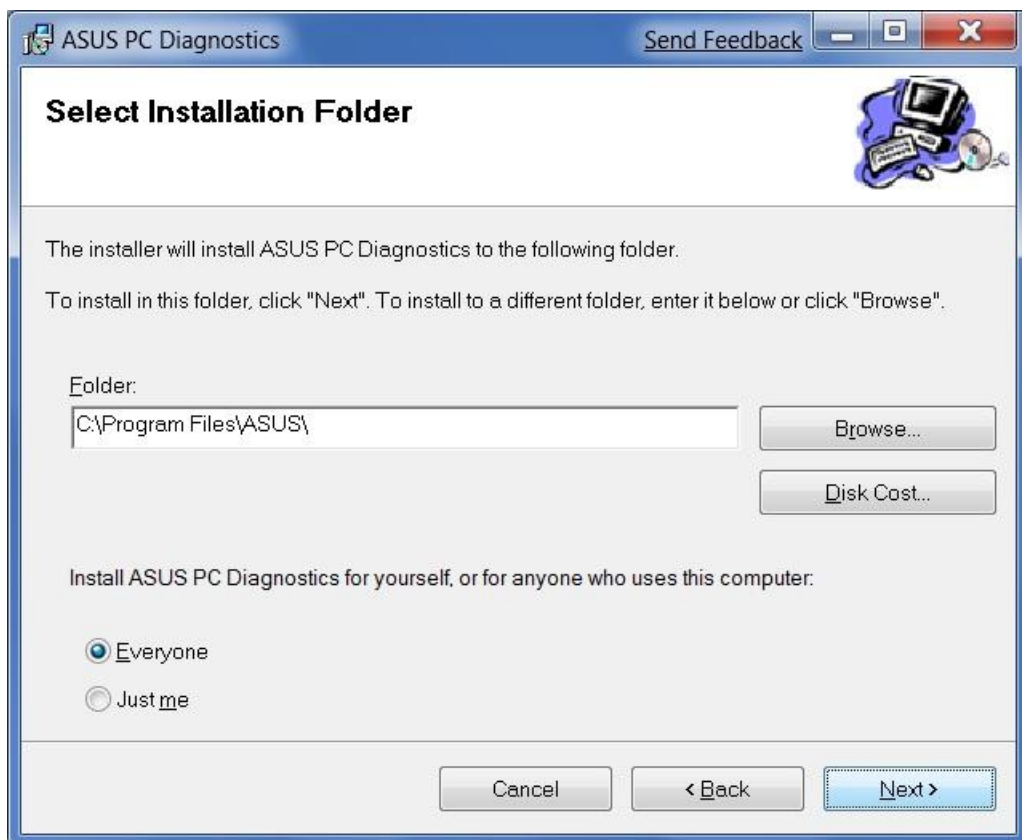 ASUS PC Diagnostics Send Feedback
Select Installation Folder
The installer will install ASUS PC Diagnostics to the following folder.
To install in this folder, click "Next". To install to a different folder, enter it below or click "Browse".
Folder:
C:\Program Files\ASUS\
Browse...
Disk Cost...
Install ASUS PC Diagnostics for yourself, or for anyone who uses this computer:
Everyone
Just me
Cancel < Back Next >